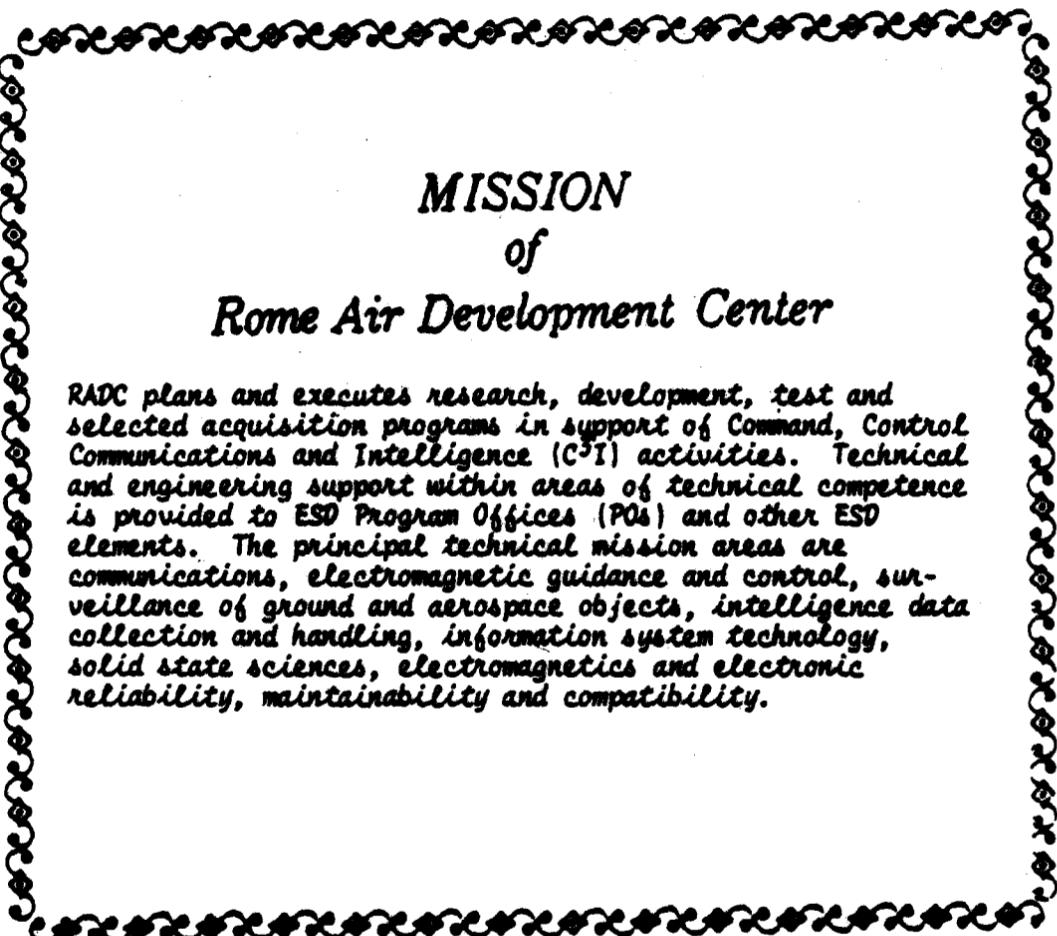 MISSION
of
Rome Air Development Center
RADC plans and executes research, development, test and
selected acquisition programs in support of Command, Control
Communications and Intelligence (C³I) activities. Technical
and engineering support within areas of technical competence
is provided to ESD Program Offices (POs) and other ESD
elements. The principal technical mission areas are
communications, electromagnetic guidance and control, sur-
veillance of ground and aerospace objects, intelligence data
collection and handling, information system technology,
solid state sciences, electromagnetics and electronic
reliability, maintainability and compatibility.